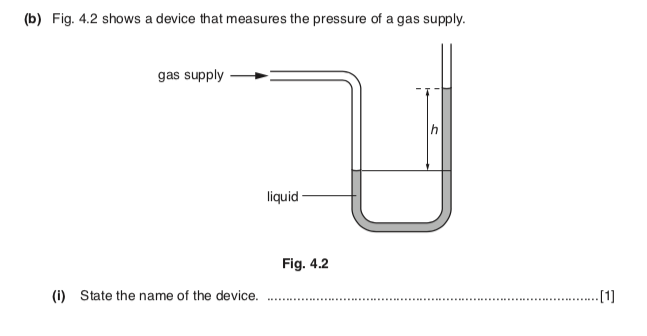 (b) Fig. 4.2 shows a device that measures the pressure of a gas supply.
gas supply
h
liquid
Fig. 4.2
(i) State the name of the device. ..........................................................................................[1]